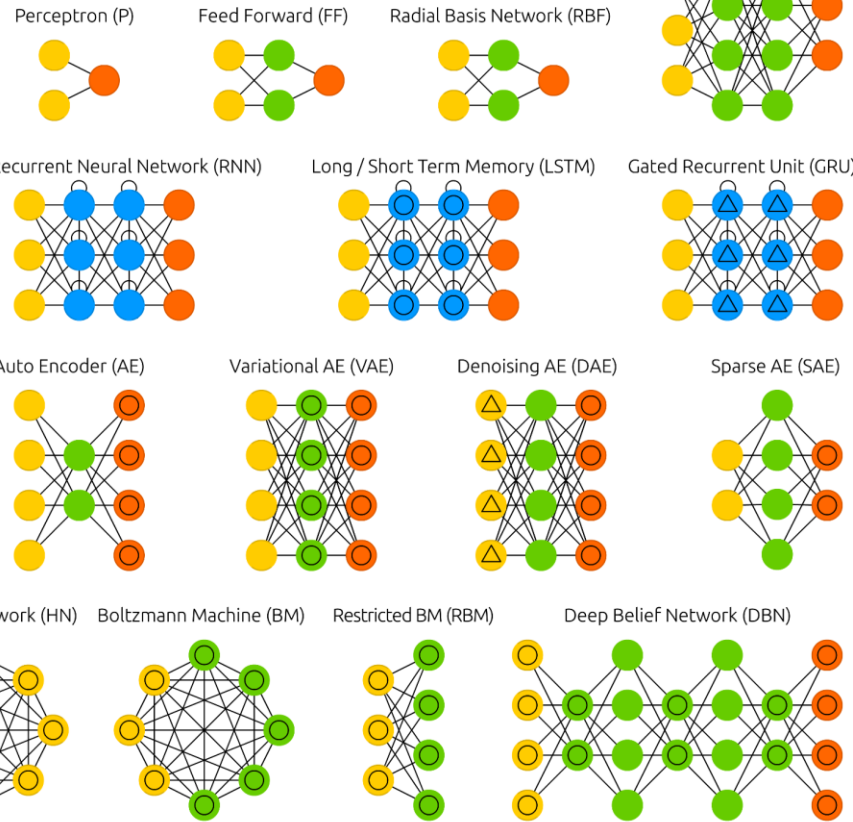 Perceptron (P) Feed Forward (FF) Radial Basis Network (RBF)
ecurrent Neural Network (RNN) Long / Short Term Memory (LSTM) Gated Recurrent Unit (GRU)
Auto Encoder (AE) Variational AE (VAE) Denoising AE (DAE) Sparse AE (SAE)
work (HN) Boltzmann Machine (BM) Restricted BM (RBM) Deep Belief Network (DBN)